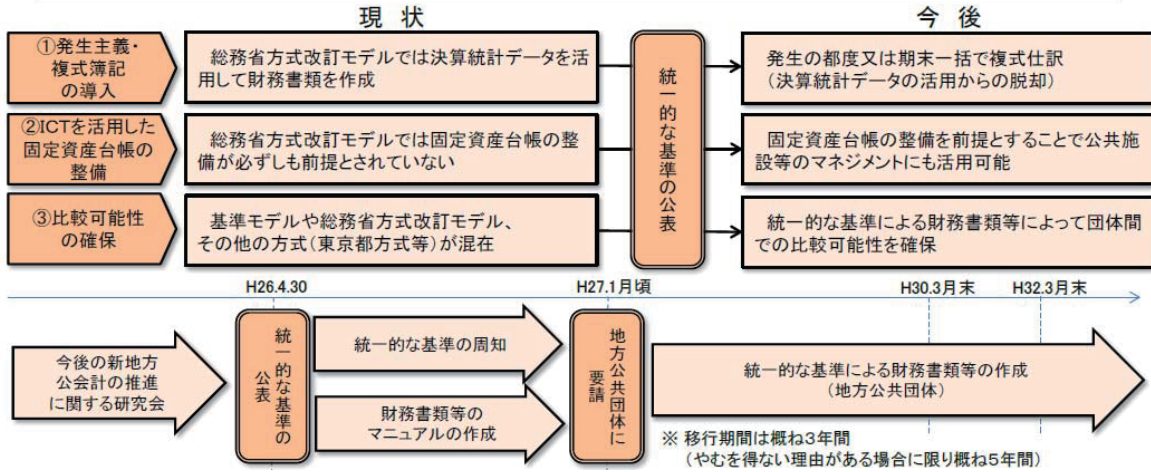 現 状
今 後
①発生主義・
複式簿記
の導入
総務省方式改訂モデルでは決算統計データを活
用して財務書類を作成
統一的な基準の公表
発生の都度又は期末一括で複式仕訳
(決算統計データの活用からの脱却)
②ICTを活用した
固定資産台帳の
整備
総務省方式改訂モデルでは固定資産台帳の整
備が必ずしも前提とされていない
固定資産台帳の整備を前提とすることで公共施
設等のマネジメントにも活用可能
③比較可能性
の確保
基準モデルや総務省方式改訂モデル、
その他の方式(東京都方式等)が混在
統一的な基準による財務書類等によって団体間
での比較可能性を確保
H26.4.30
H27.1月頃
H30.3月末
H32.3月末
今後の新地方
公会計の推進
に関する研究会
統一的な基準の
公表
統一的な基準の周知
財務書類等の
マニュアルの作成
地方公共団体に
要請
統一的な基準による財務書類等の作成
(地方公共団体)
※ 移行期間は概ね3年間
(やむを得ない理由がある場合に限り概ね5年間)